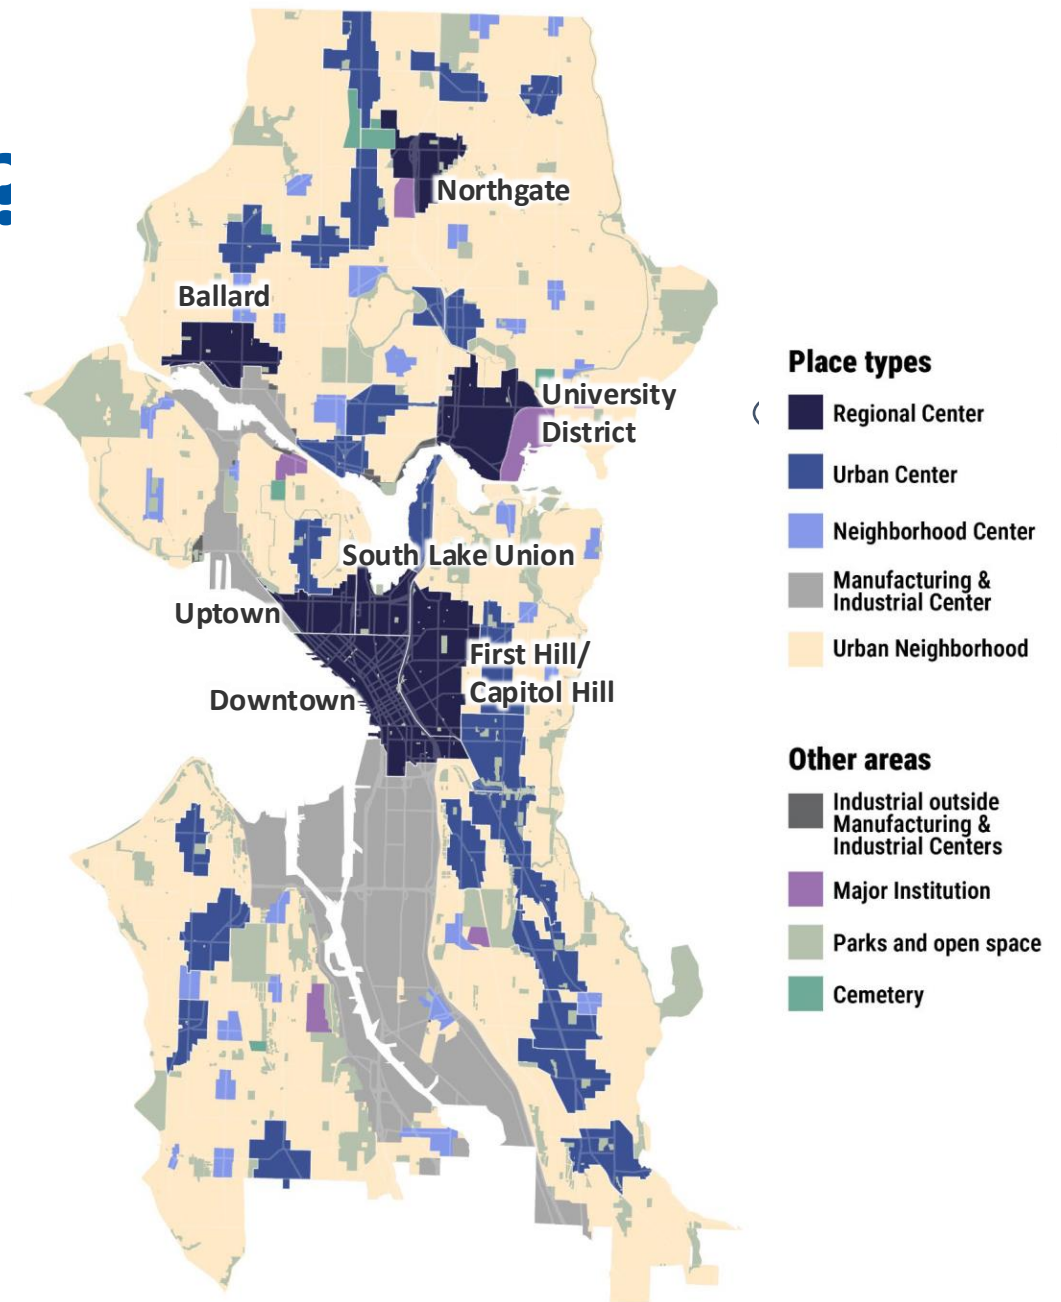 Northgate
Ballard
University
District
South Lake Union
Uptown
First Hill/
Capitol Hill
Downtown
Place types
Regional Center
Urban Center
Neighborhood Center
Manufacturing &
Industrial Center
Urban Neighborhood
Other areas
Industrial outside
Manufacturing &
Industrial Centers
Major Institution
Parks and open space
Cemetery